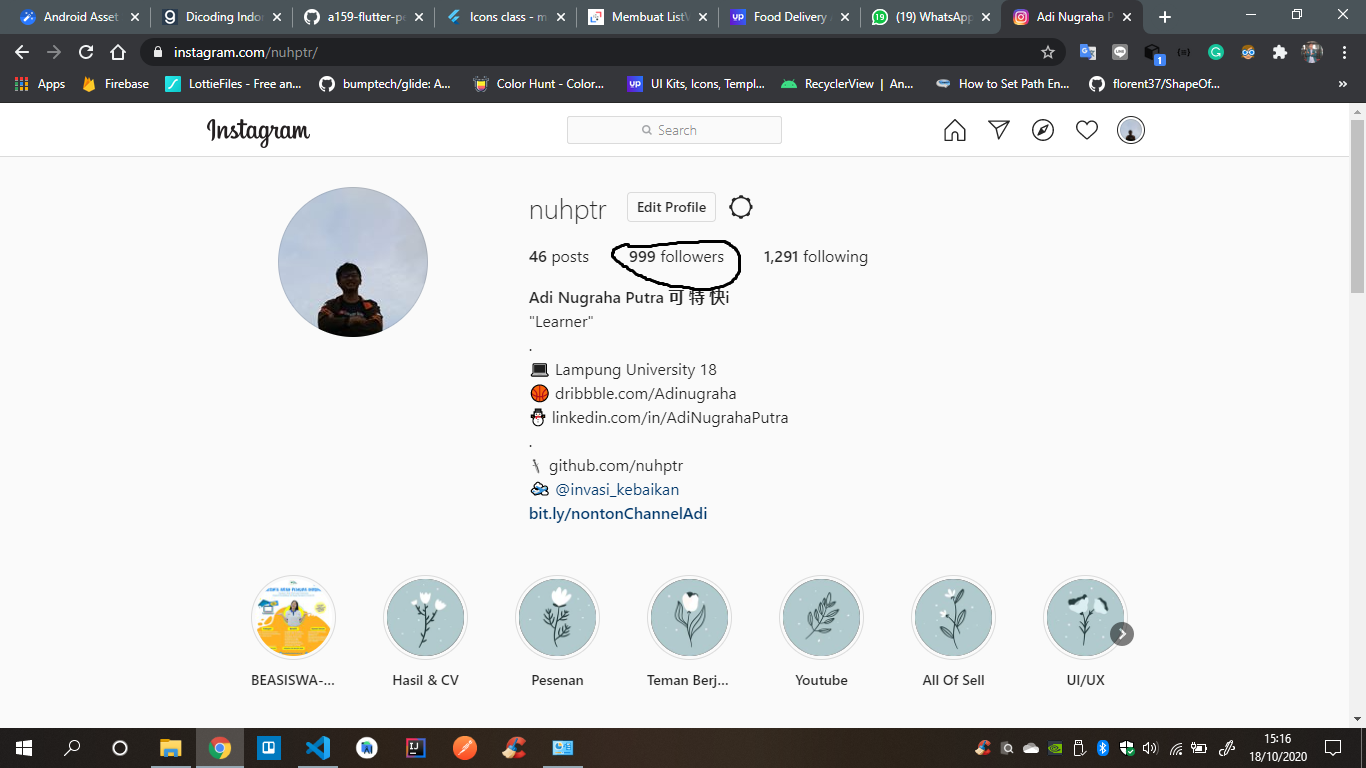 Android Asset
Dicoding Indon
a159-flutter-pe
Icons class - m
Membuat ListV
Food Delivery
(19) WhatsApp
Adi Nugraha P
instagram.com/nuhptr/
1
Apps
Firebase
LottieFiles - Free an...
bumptech/glide: A...
Color Hunt - Color...
UI Kits, Icons, Templ...
RecyclerView | An...
How to Set Path En...
florent37/ShapeOf...
Instagram
Search
nuhptr
Edit Profile
46 posts
999 followers
1,291 following
Adi Nugraha Putra 可 特 快i
"Learner"
.
Lampung University 18
dribbble.com/Adinugraha
linkedin.com/in/AdiNugrahaPutra
.
github.com/nuhptr
@invasi_kebaikan
bit.ly/nontonChannelAdi
BEASISWA-...
Hasil & CV
Pesenan
Teman Berj...
Youtube
All Of Sell
UI/UX
15:16
18/10/2020